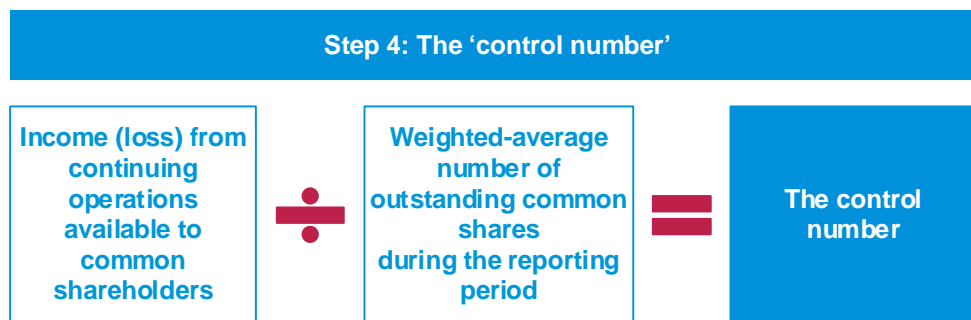 Step 4: The ‘control number’
Income (loss) from
continuing
operations
available to
common
shareholders
Weighted-average
number of
outstanding common
shares
during the reporting
period
The control
number